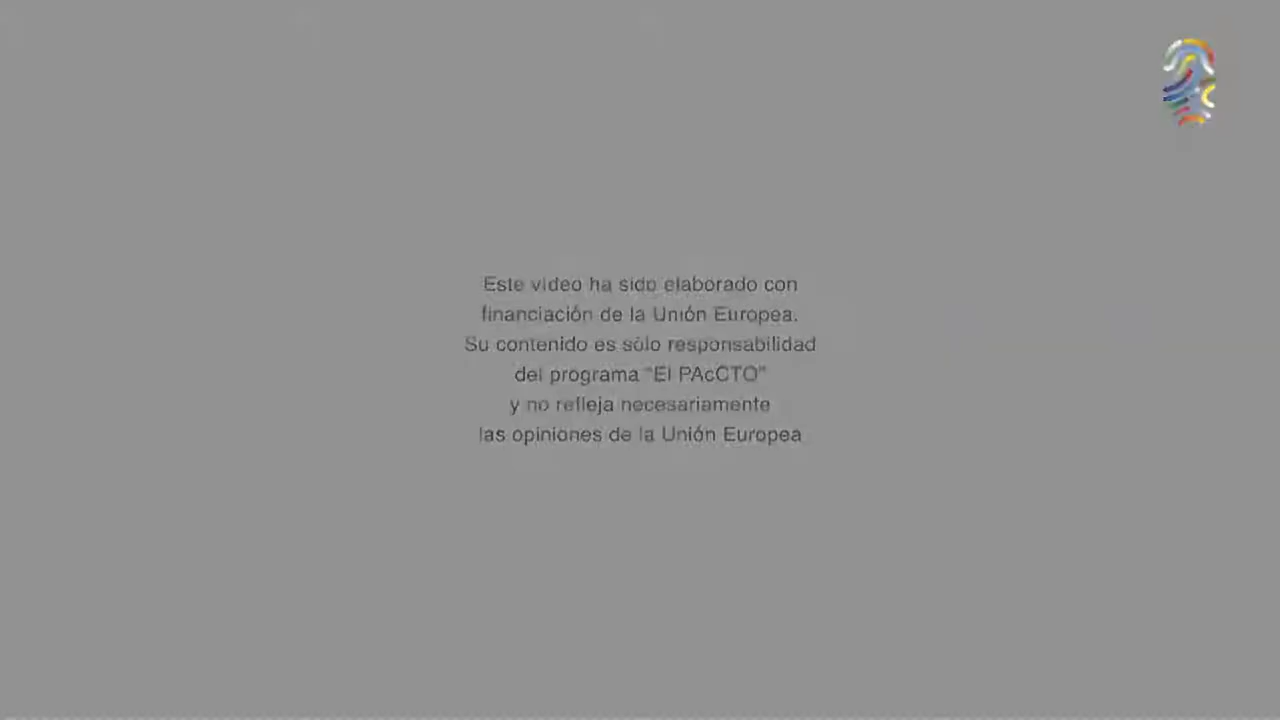 Este vídeo ha sido elaborado con
financiación de la Unión Europea.
Su contenido es sólo responsabilidad
del programa "El PAcCTO"
y no refleja necesariamente
las opiniones de la Unión Europea